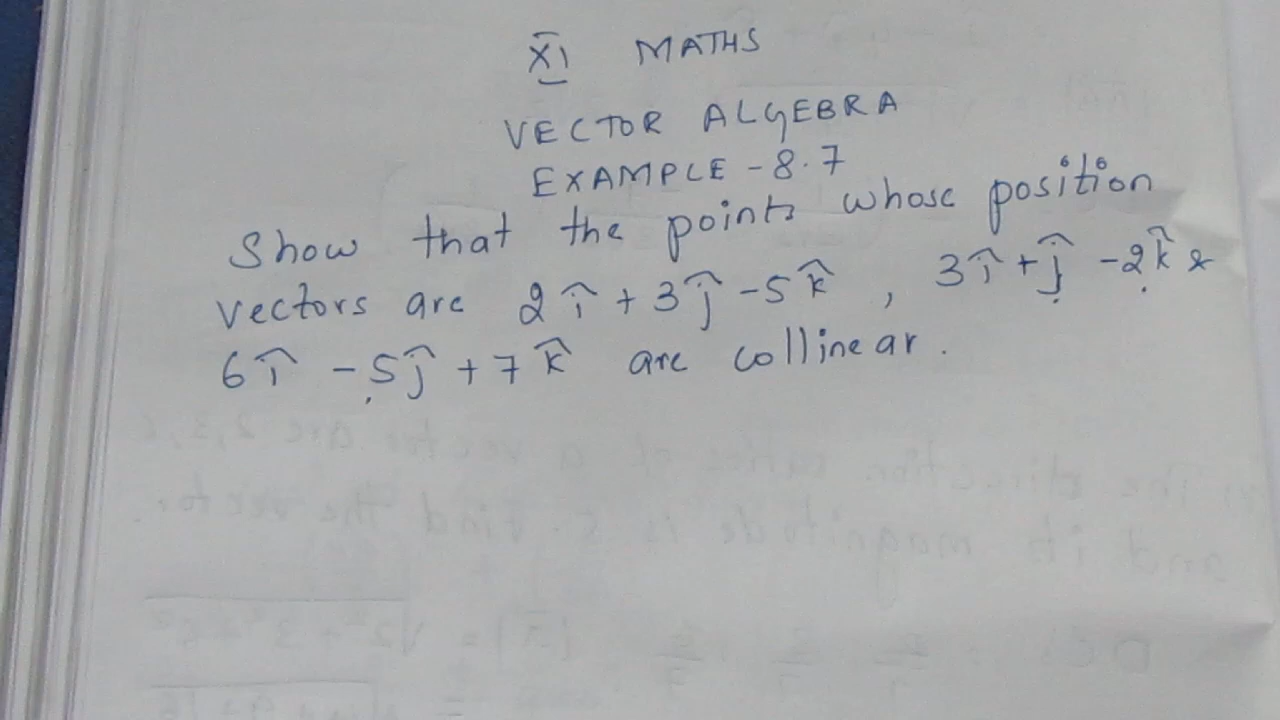 XI MATHS
VECTOR ALGEBRA
EXAMPLE - 8.7
Show that the points whose position
vectors are 2î + 3ĵ - 5k̂ , 3î + ĵ - 2k̂ &
6î - 5ĵ + 7k̂ are collinear.